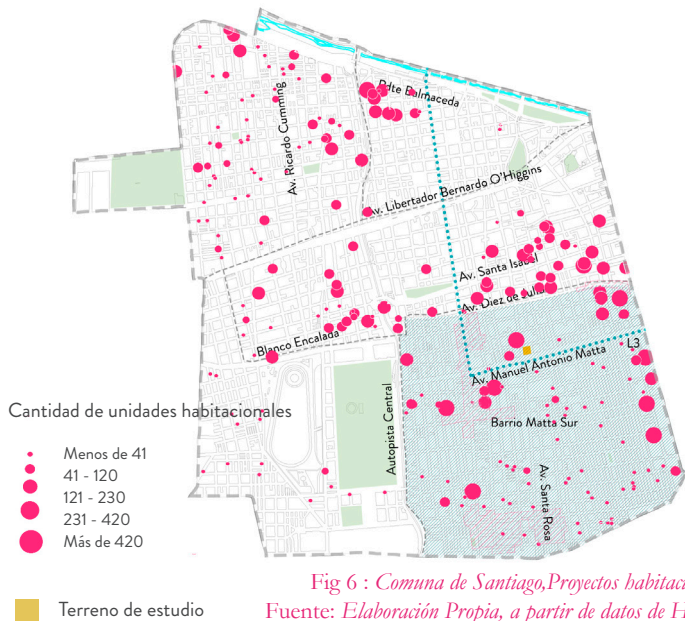 Pdte Balmaceda
Av. Ricardo Cumming
Av. Libertador Bernardo O'Higgins
Av. Santa Isabel
Av. Diez de Julio
Blanco Encalada
L3
Av. Manuel Antonio Matta
Autopista Central
Barrio Matta Sur
Av. Santa Rosa
Cantidad de unidades habitacionales
Menos de 41
41 - 120
121 - 230
231 - 420
Más de 420
Terreno de estudio
Fig 6 : Comuna de Santiago,Proyectos habitac
Fuente: Elaboración Propia, a partir de datos de H